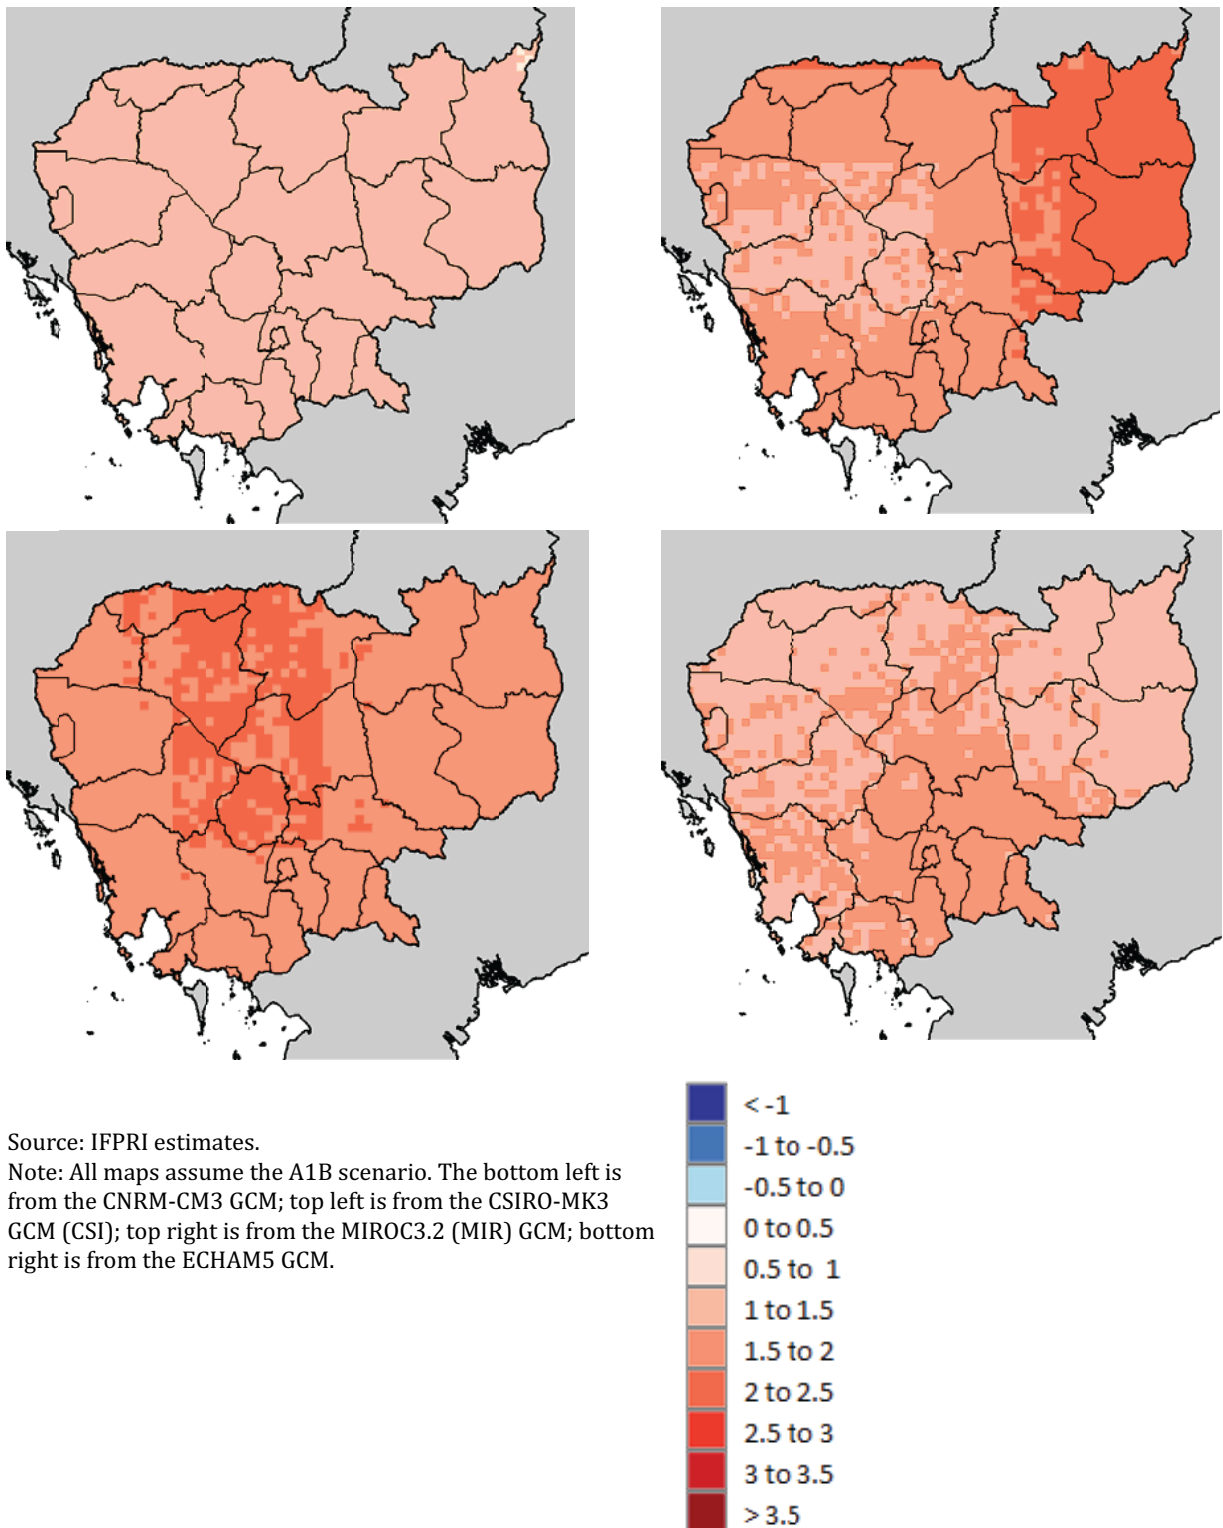 Source: IFPRI estimates.
Note: All maps assume the A1B scenario. The bottom left is
from the CNRM-CM3 GCM; top left is from the CSIRO-MK3
GCM (CSI); top right is from the MIROC3.2 (MIR) GCM; bottom
right is from the ECHAM5 GCM.
< -1
-1 to -0.5
-0.5 to 0
0 to 0.5
0.5 to 1
1 to 1.5
1.5 to 2
2 to 2.5
2.5 to 3
3 to 3.5
> 3.5